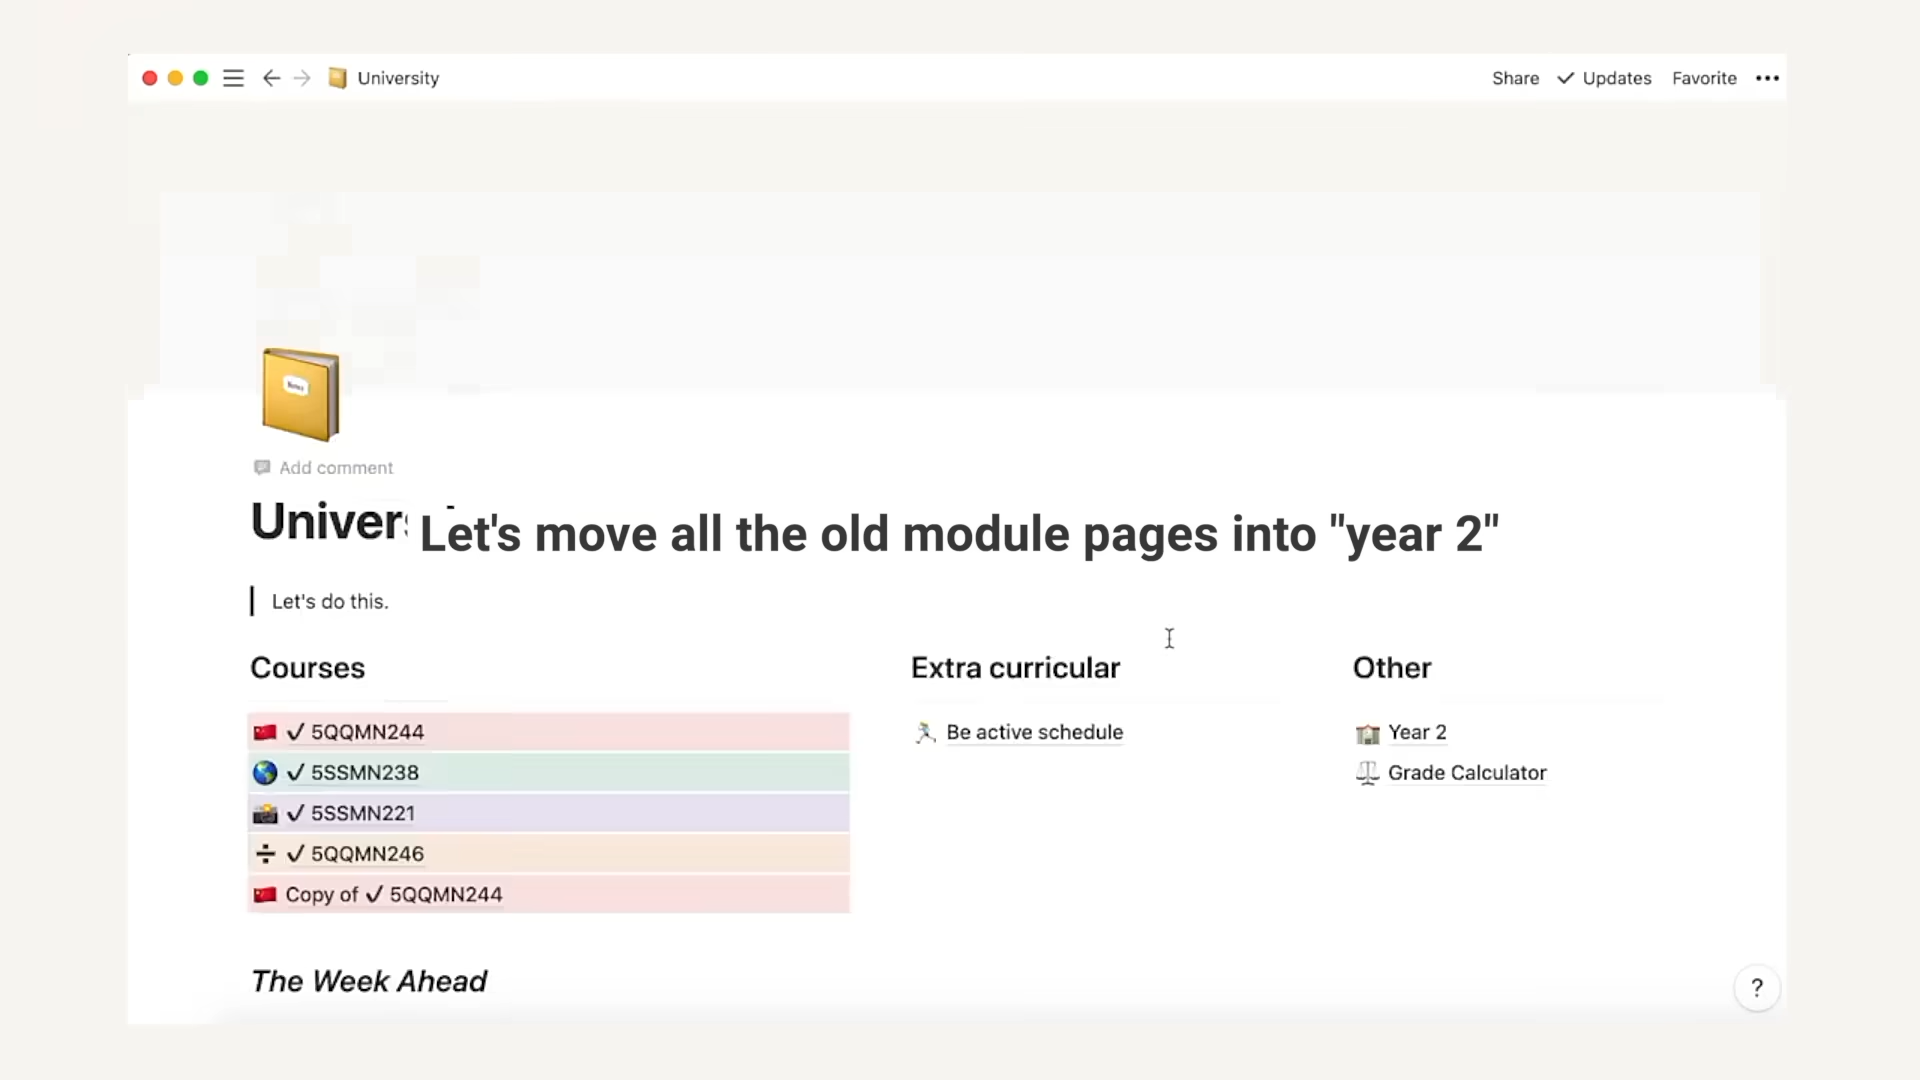 University
Share ✓ Updates Favorite •••
Add comment
Univers
Let's move all the old module pages into "year 2"
Let's do this.
Courses
✓ 5QQMN244
✓ 5SSMN238
✓ 5SSMN221
✓ 5QQMN246
Copy of ✓ 5QQMN244
Extra curricular
Be active schedule
Other
Year 2
Grade Calculator
The Week Ahead
?